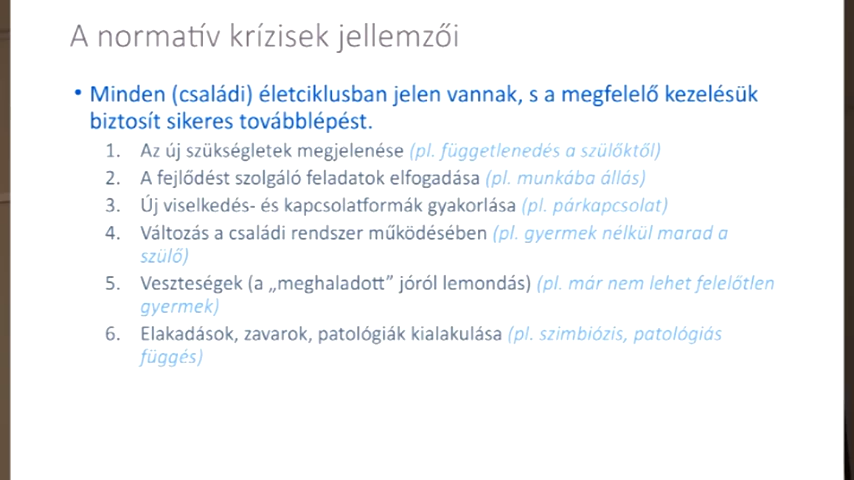 A normatív krízisek jellemzői
• Minden (családi) életciklusban jelen vannak, s a megfelelő kezelésük
biztosít sikeres továbblépést.
1. Az új szükségletek megjelenése (pl. függetlenedés a szülőktől)
2. A fejlődést szolgáló feladatok elfogadása (pl. munkába állás)
3. Új viselkedés- és kapcsolatformák gyakorlása (pl. párkapcsolat)
4. Változás a családi rendszer működésében (pl. gyermek nélkül marad a
szülő)
5. Veszteségek (a „meghaladott” jóról lemondás) (pl. már nem lehet felelőtlen
gyermek)
6. Elakadások, zavarok, patológiák kialakulása (pl. szimbiózis, patológiás
függés)